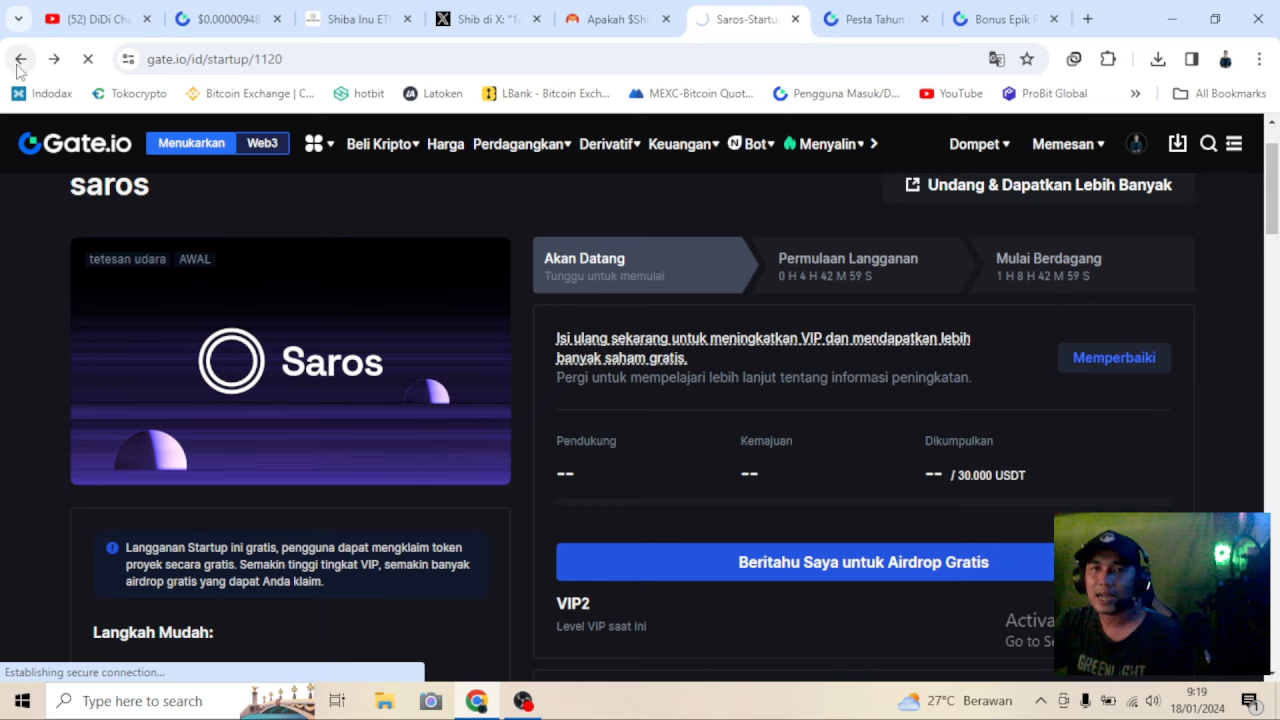 (52) DiDi Ch
$0.00000948
Shiba Inu ETF
Shib di X: "1
Apakah $Shi
Saros-Startu
Pesta Tahun
Bonus Epik R
gate.io/id/startup/1120
Indodax
Tokocrypto
Bitcoin Exchange | C...
hotbit
Latoken
LBank - Bitcoin Exch...
MEXC-Bitcoin Quot...
Pengguna Masuk/D...
YouTube
ProBit Global
All Bookmarks
Gate.io
Menukarkan
Web3
Beli Kripto
Harga
Perdagangan
Derivatif
Keuangan
Bot
Menyalin
Dompet
Memesan
saros
Undang & Dapatkan Lebih Banyak
tetesan udara
AWAL
Saros
Akan Datang
Tunggu untuk memulai
Permulaan Langganan
0 H 4 H 42 M 59 S
Mulai Berdagang
1 H 8 H 42 M 59 S
Isi ulang sekarang untuk meningkatkan VIP dan mendapatkan lebih
banyak saham gratis.
Pergi untuk mempelajari lebih lanjut tentang informasi peningkatan.
Memperbaiki
Pendukung
Kemajuan
Dikumpulkan
--
--
-- / 30.000 USDT
Langganan Startup ini gratis, pengguna dapat mengklaim token
proyek secara gratis. Semakin tinggi tingkat VIP, semakin banyak
airdrop gratis yang dapat Anda klaim.
Langkah Mudah:
Beritahu Saya untuk Airdrop Gratis
VIP2
Level VIP saat ini
Activa
Go to Se
GREENLIGHT
Establishing secure connection...
Type here to search
27°C Berawan
9:19
18/01/2024
1